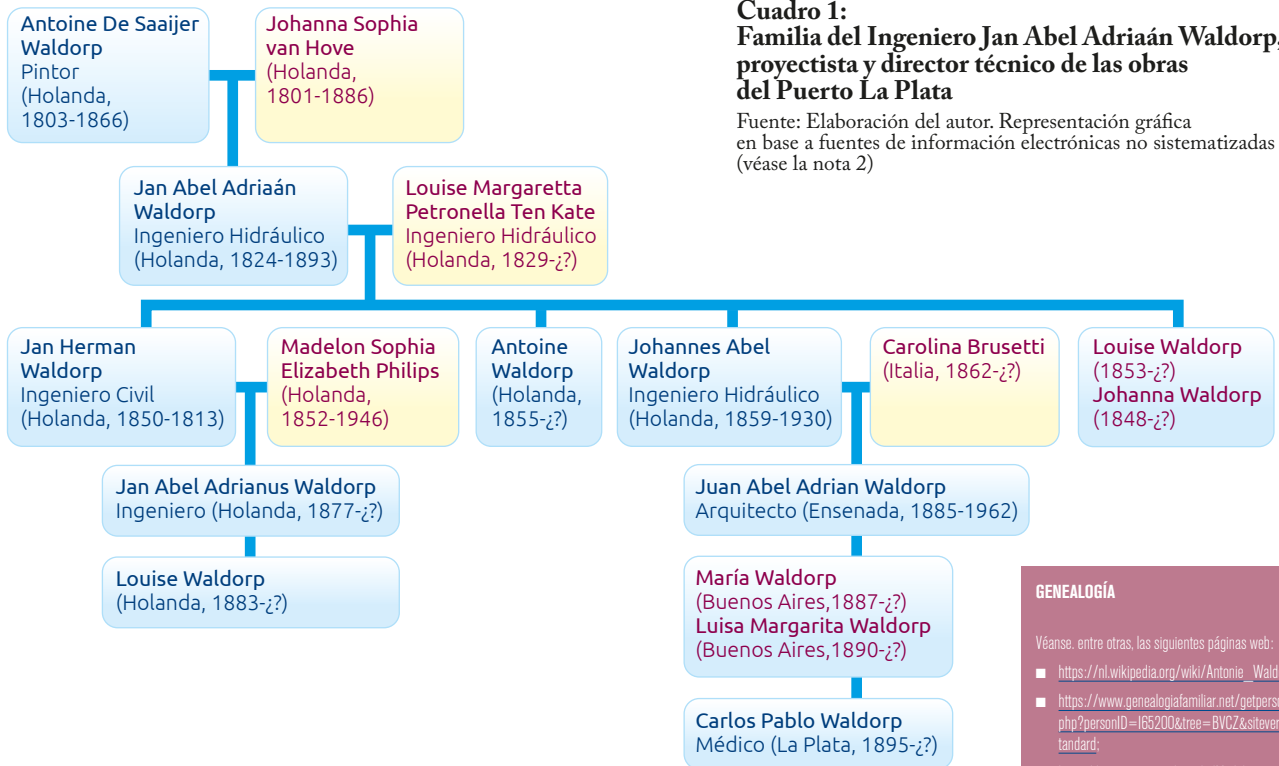 Cuadro 1:
Familia del Ingeniero Jan Abel Adriaán Waldorp,
proyectista y director técnico de las obras
del Puerto La Plata
Fuente: Elaboración del autor. Representación gráfica
en base a fuentes de información electrónicas no sistematizadas
(véase la nota 2)
Antoine De Saaijer
Waldorp
Pintor
(Holanda,
1803-1866)
Johanna Sophia
van Hove
(Holanda,
1801-1886)
Jan Abel Adriaán
Waldorp
Ingeniero Hidráulico
(Holanda, 1824-1893)
Louise Margaretta
Petronella Ten Kate
Ingeniero Hidráulico
(Holanda, 1829-¿?)
Jan Herman
Waldorp
Ingeniero Civil
(Holanda, 1850-1813)
Madelon Sophia
Elizabeth Philips
(Holanda,
1852-1946)
Antoine
Waldorp
(Holanda,
1855-¿?)
Johannes Abel
Waldorp
Ingeniero Hidráulico
(Holanda, 1859-1930)
Carolina Brusetti
(Italia, 1862-¿?)
Louise Waldorp
(1853-¿?)
Johanna Waldorp
(1848-¿?)
Jan Abel Adrianus Waldorp
Ingeniero (Holanda, 1877-¿?)
Louise Waldorp
(Holanda, 1883-¿?)
Juan Abel Adrian Waldorp
Arquitecto (Ensenada, 1885-1962)
María Waldorp
(Buenos Aires,1887-¿?)
Luisa Margarita Waldorp
(Buenos Aires,1890-¿?)
Carlos Pablo Waldorp
Médico (La Plata, 1895-¿?)
GENEALOGÍA
Véanse. entre otras, las siguientes páginas web:
■ https://nl.wikipedia.org/wiki/Antonie_Wald
■ https://www.genealogiafamiliar.net/getperso
php?personID=I65200&tree=BVCZ&sitever
tandard;